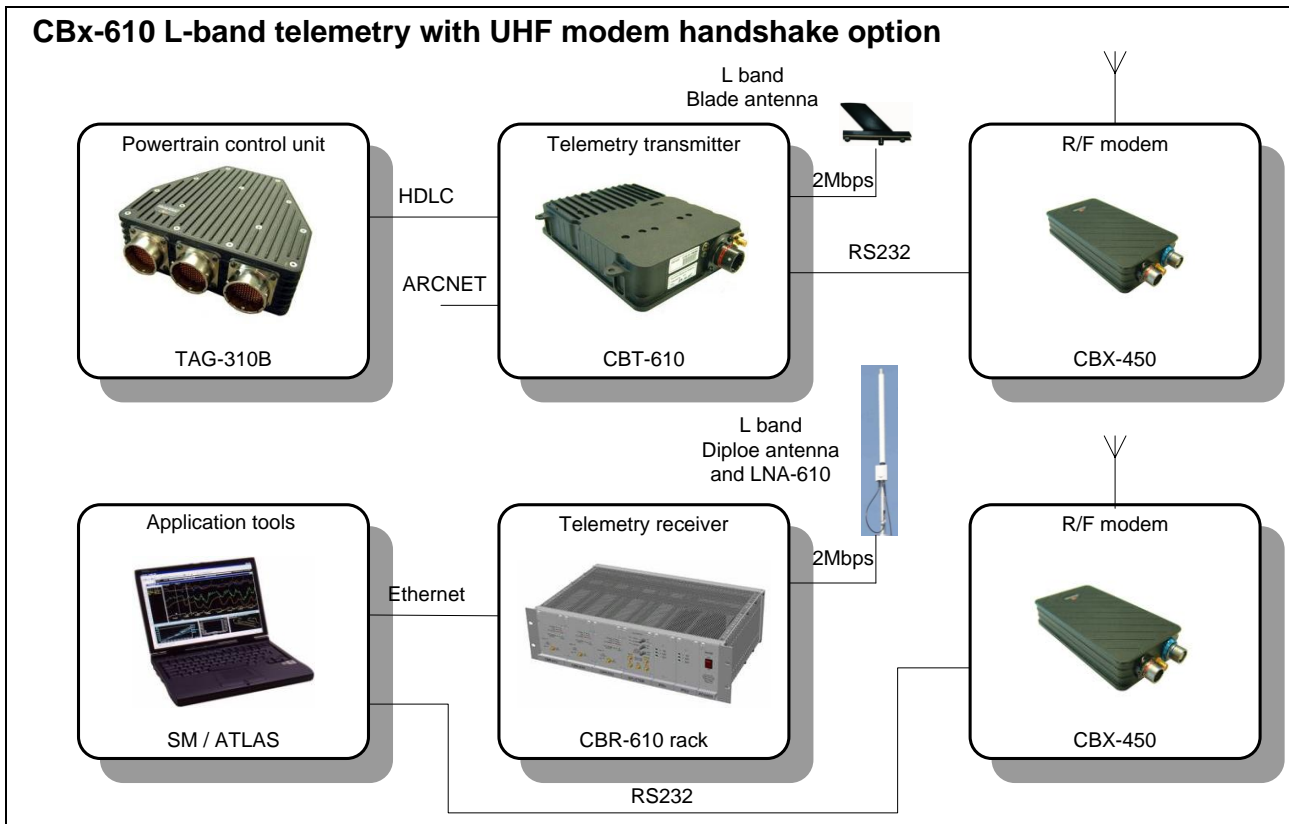 CBx-610 L-band telemetry with UHF modem handshake option
L band
Blade antenna
Powertrain control unit
Telemetry transmitter
R/F modem
2Mbps
HDLC
RS232
ARCNET
TAG-310B
CBT-610
CBX-450
L band
Diploe antenna
and LNA-610
Application tools
Telemetry receiver
R/F modem
2Mbps
Ethernet
SM / ATLAS
CBR-610 rack
CBX-450
RS232